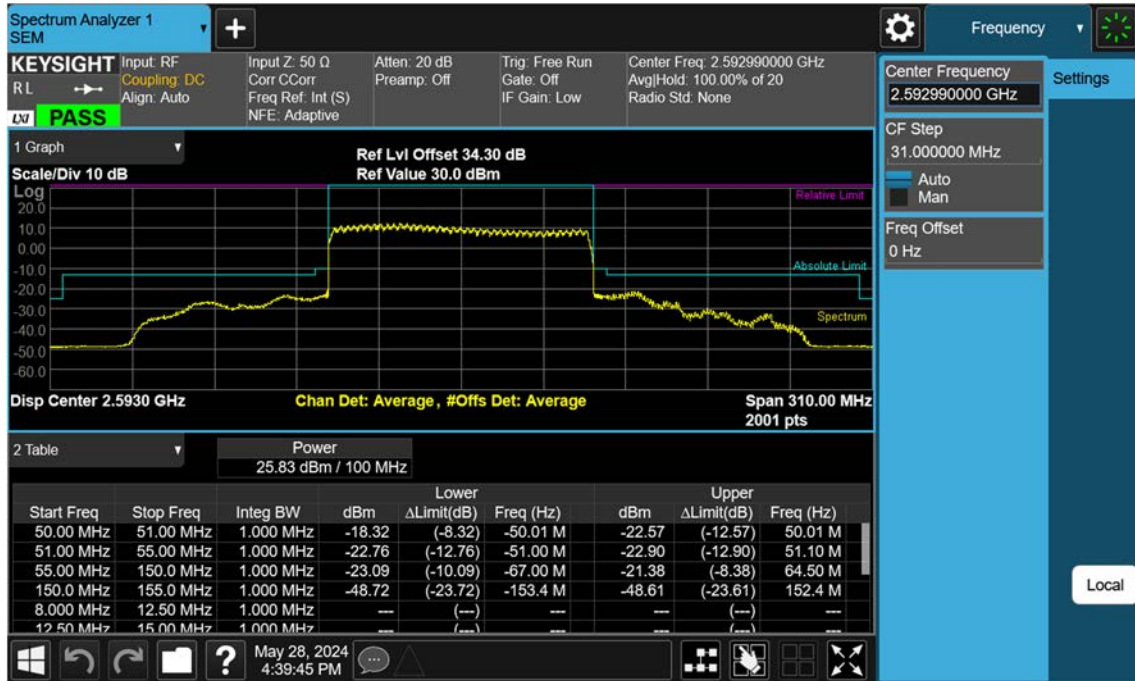 Spectrum Analyzer 1
SEM
Frequency
KEYSIGHT
R L
LXI PASS
Input: RF
Coupling: DC
Align: Auto
Input Z: 50 Ω
Corr CCorr
Freq Ref: Int (S)
NFE: Adaptive
Atten: 20 dB
Preamp: Off
Trig: Free Run
Gate: Off
IF Gain: Low
Center Freq: 2.592990000 GHz
Avg|Hold: 100.00% of 20
Radio Std: None
Center Frequency
2.592990000 GHz
Settings
CF Step
31.000000 MHz
Auto
Man
Freq Offset
0 Hz
Local
1 Graph
Scale/Div 10 dB
Ref Lvl Offset 34.30 dB
Ref Value 30.0 dBm
Log
20.0
10.0
0.00
-10.0
-20.0
-30.0
-40.0
-50.0
-60.0
Relative Limit
Absolute Limit
Spectrum
Disp Center 2.5930 GHz
Chan Det: Average, #Offs Det: Average
Span 310.00 MHz
2001 pts
2 Table
Power
25.83 dBm / 100 MHz
Lower Upper
Start Freq Stop Freq Integ BW dBm ΔLimit(dB) Freq (Hz) dBm ΔLimit(dB) Freq (Hz)
50.00 MHz 51.00 MHz 1.000 MHz -18.32 (-8.32) -50.01 M -22.57 (-12.57) 50.01 M
51.00 MHz 55.00 MHz 1.000 MHz -22.76 (-12.76) -51.00 M -22.90 (-12.90) 51.10 M
55.00 MHz 150.0 MHz 1.000 MHz -23.09 (-10.09) -67.00 M -21.38 (-8.38) 64.50 M
150.0 MHz 155.0 MHz 1.000 MHz -48.72 (-23.72) -153.4 M -48.61 (-23.61) 152.4 M
8.000 MHz 12.50 MHz 1.000 MHz --- (---) --- --- (---) ---
12.50 MHz 15.00 MHz 1.000 MHz --- (---) --- --- (---) ---
May 28, 2024
4:39:45 PM